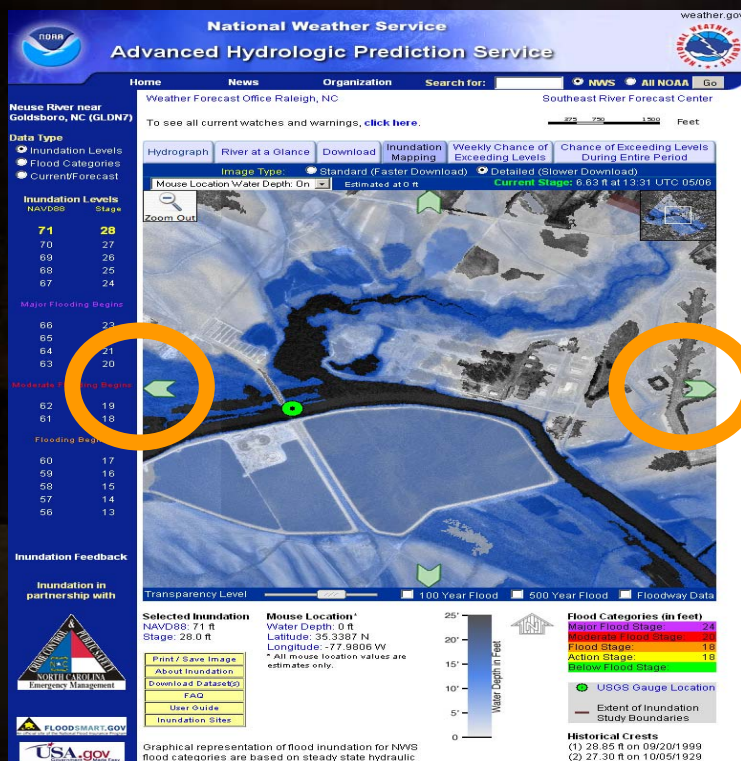 weather.gov
NOAA
National Weather Service
Advanced Hydrologic Prediction Service
Home News Organization Search for: NWS All NOAA Go
Neuse River near
Goldsboro, NC (GLDN7)
Data Type
Inundation Levels
Flood Categories
Current/Forecast
Inundation Levels
NAVD88 Stage
71 28
70 27
69 26
68 25
67 24
Major Flooding Begins
66 23
65
64 21
63 20
Moderate Flooding Begins
62 19
61 18
Flooding Begins
60 17
59 16
58 15
57 14
56 13
Inundation Feedback
Inundation in
partnership with
CRIME CONTROL & PUBLIC SAFETY
NORTH CAROLINA
Emergency Management
FLOODSMART.GOV
USA.gov
Weather Forecast Office Raleigh, NC Southeast River Forecast Center
To see all current watches and warnings, click here.
375 750 1500 Feet
Hydrograph River at a Glance Download Inundation Mapping Weekly Chance of Exceeding Levels Chance of Exceeding Levels During Entire Period
Image Type: Standard (Faster Download) Detailed (Slower Download)
Mouse Location Water Depth: On Estimated at 0 ft Current Stage: 6.63 ft at 13:31 UTC 05/06
Zoom Out
Transparency Level 100 Year Flood 500 Year Flood Floodway Data
Selected Inundation
NAVD88: 71 ft
Stage: 28.0 ft
Print / Save Image
About Inundation
Download Dataset(s)
FAQ
User Guide
Inundation Sites
Mouse Location*
Water Depth: 0 ft
Latitude: 35.3387 N
Longitude: -77.9806 W
* All mouse location values are
estimates only.
25'
20'
15'
10'
5'
0
Water Depth in Feet
Flood Categories (in feet)
Major Flood Stage: 24
Moderate Flood Stage: 20
Flood Stage: 18
Action Stage: 18
Below Flood Stage:
USGS Gauge Location
Extent of Inundation
Study Boundaries
Historical Crests
(1) 28.85 ft on 09/20/1999
(2) 27.30 ft on 10/05/1929
Graphical representation of flood inundation for NWS
flood categories are based on steady state hydraulic